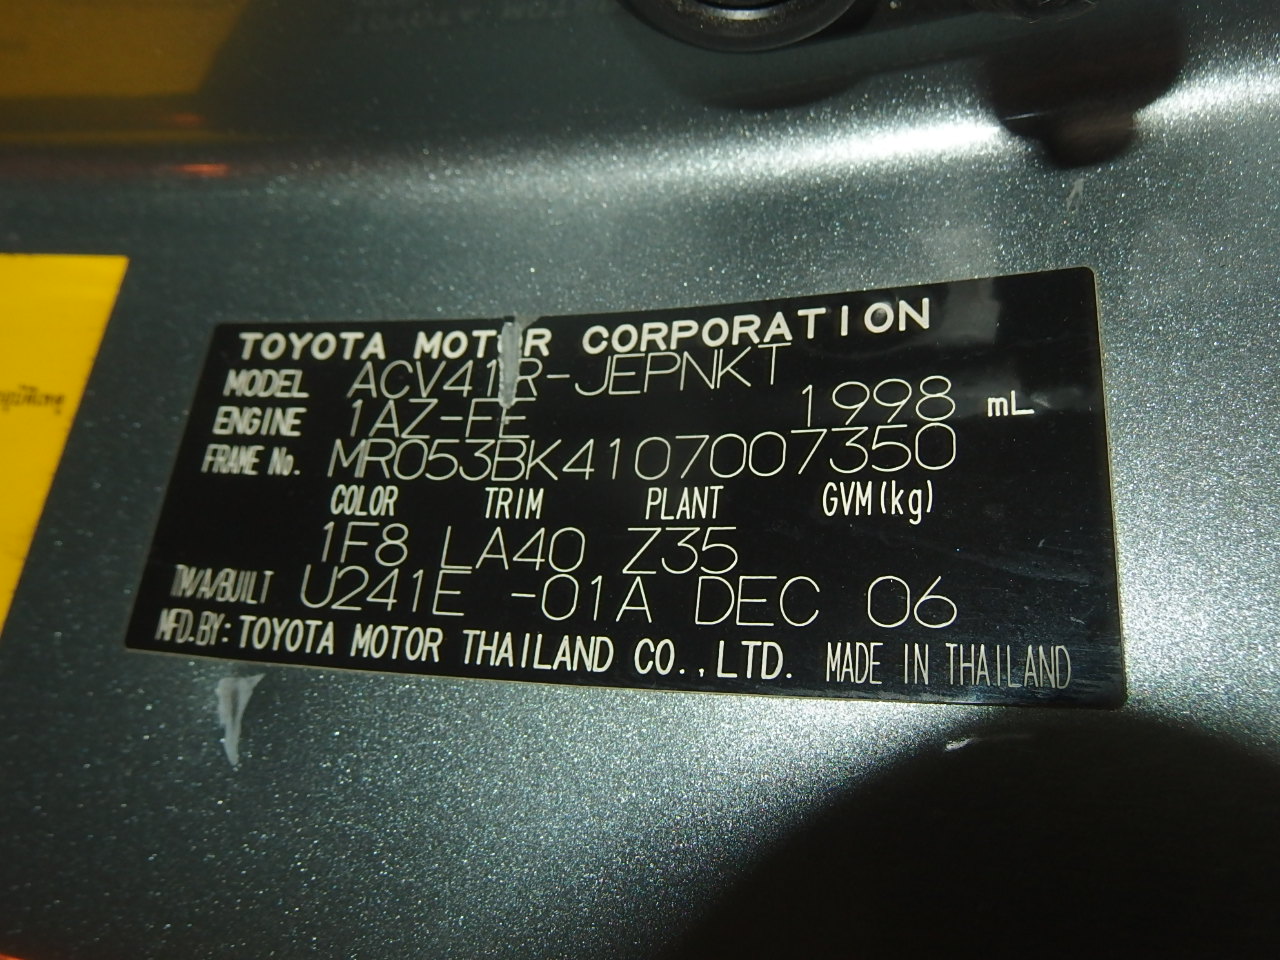 TOYOTA MOTOR CORPORATION
MODEL ACV41R-JEPNKT
ENGINE 1AZ-FE 1998 mL
FRAME No. MR053BK4107007350
COLOR TRIM PLANT GVM(kg)
1F8 LA40 Z35
TM/A/BUILT U241E -01A DEC 06
MFD.BY: TOYOTA MOTOR THAILAND CO.,LTD. MADE IN THAILAND